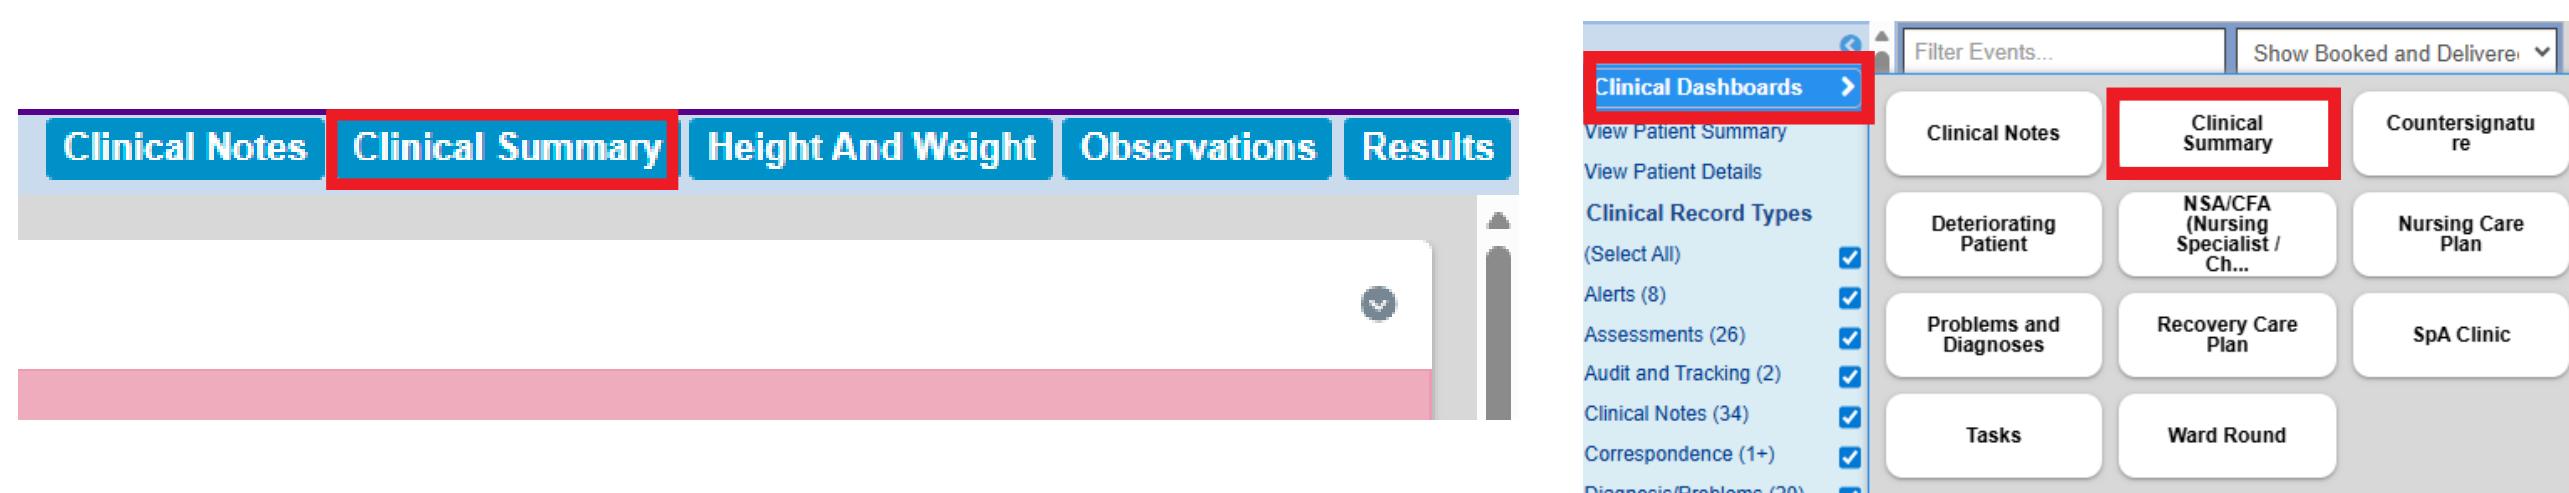 Clinical Notes Clinical Summary Height And Weight Observations Results
Filter Events... Show Booked and Delivere
Clinical Dashboards
View Patient Summary
View Patient Details
Clinical Record Types
(Select All)
Alerts (8)
Assessments (26)
Audit and Tracking (2)
Clinical Notes (34)
Correspondence (1+)
Diagnosis/Problems (20)
Clinical Notes
Clinical
Summary
Countersignatu
re
Deteriorating
Patient
NSA/CFA
(Nursing
Specialist /
Ch...
Nursing Care
Plan
Problems and
Diagnoses
Recovery Care
Plan
SpA Clinic
Tasks
Ward Round